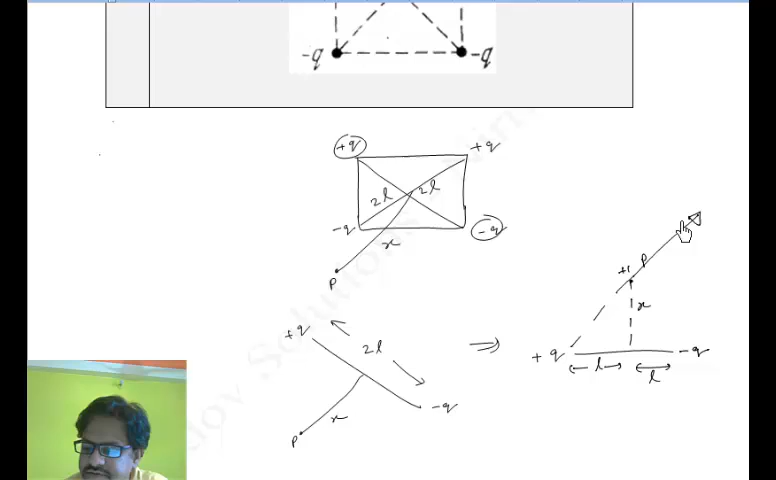 -q -q
+q +q
2l 2l
-q -q
x
P
+q
2l
-q
x
P
+1 P
x
+q -q
l l